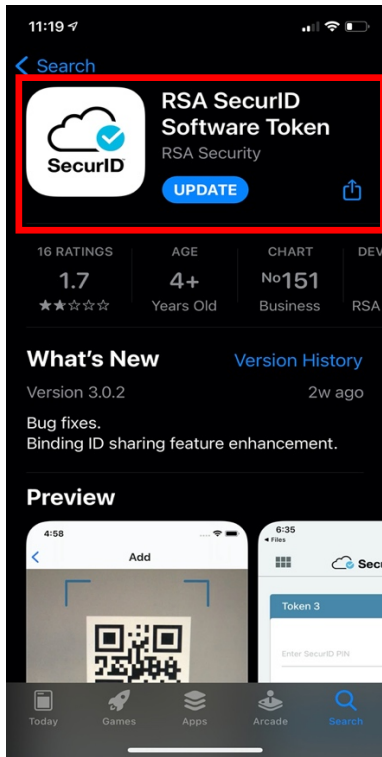 11:19
Search
SecurID
RSA SecurID
Software Token
RSA Security
UPDATE
16 RATINGS
AGE
CHART
DEV
1.7
4+
No151
★★☆☆☆
Years Old
Business
RSA
What's New
Version History
Version 3.0.2
2w ago
Bug fixes.
Binding ID sharing feature enhancement.
Preview
4:58
Add
6:35
Files
Secu
Token 3
Enter SecurID PIN
Today
Games
Apps
Arcade
Search